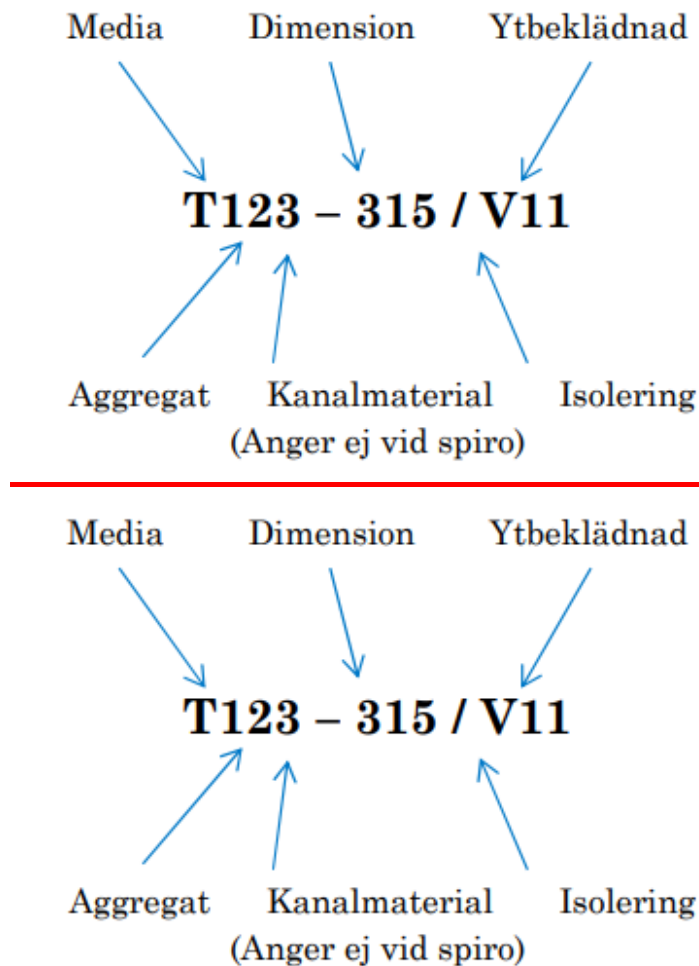 Media Dimension Ytbeklädnad
T123 – 315 / V11
Aggregat Kanalmaterial Isolering
(Anger ej vid spiro)
Media Dimension Ytbeklädnad
T123 – 315 / V11
Aggregat Kanalmaterial Isolering
(Anger ej vid spiro)